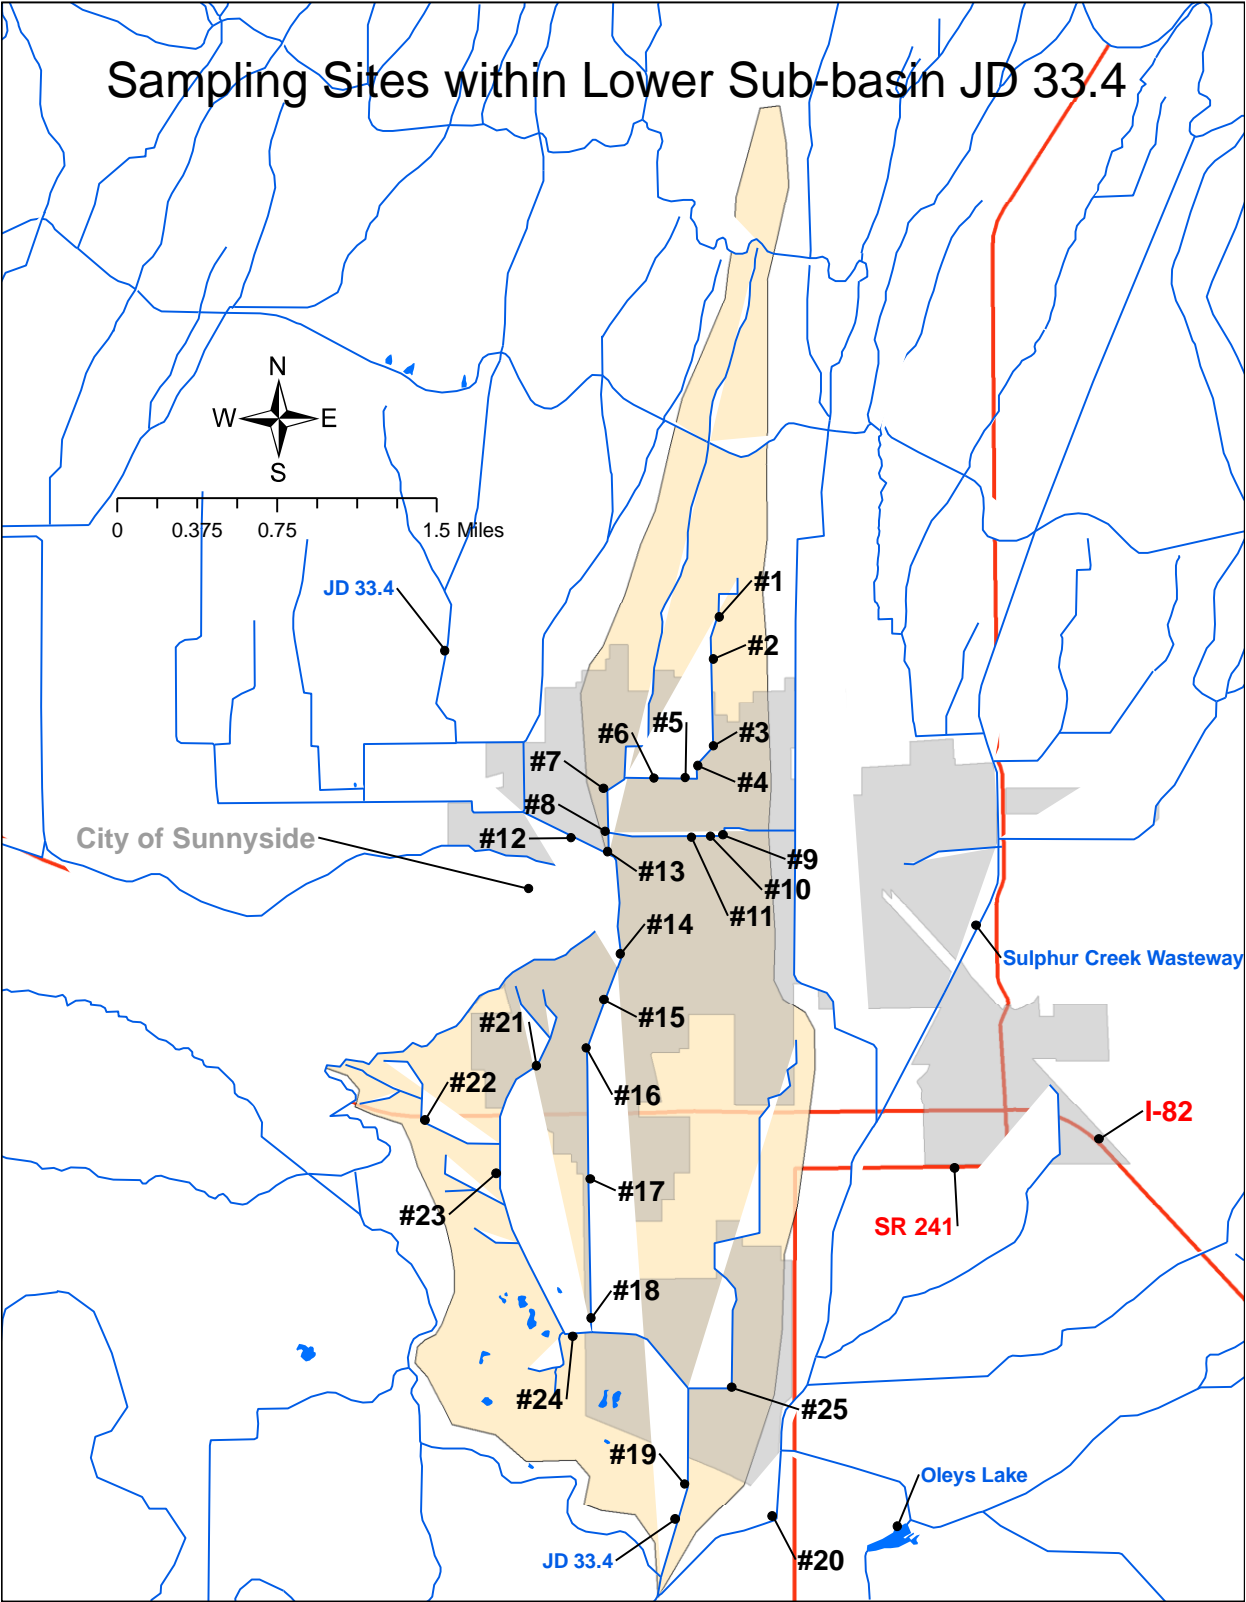 Sampling Sites within Lower Sub-basin JD 33.4
N
W E
S
0 0.375 0.75 1.5 Miles
JD 33.4
#1
#2
#5
#6
#3
#7
#4
#8
#12
City of Sunnyside
#9
#13
#10
#11
#14
Sulphur Creek Wasteway
#15
#21
#22
#16
I-82
#17
#23
SR 241
#18
#24
#25
#19
Oleys Lake
JD 33.4
#20